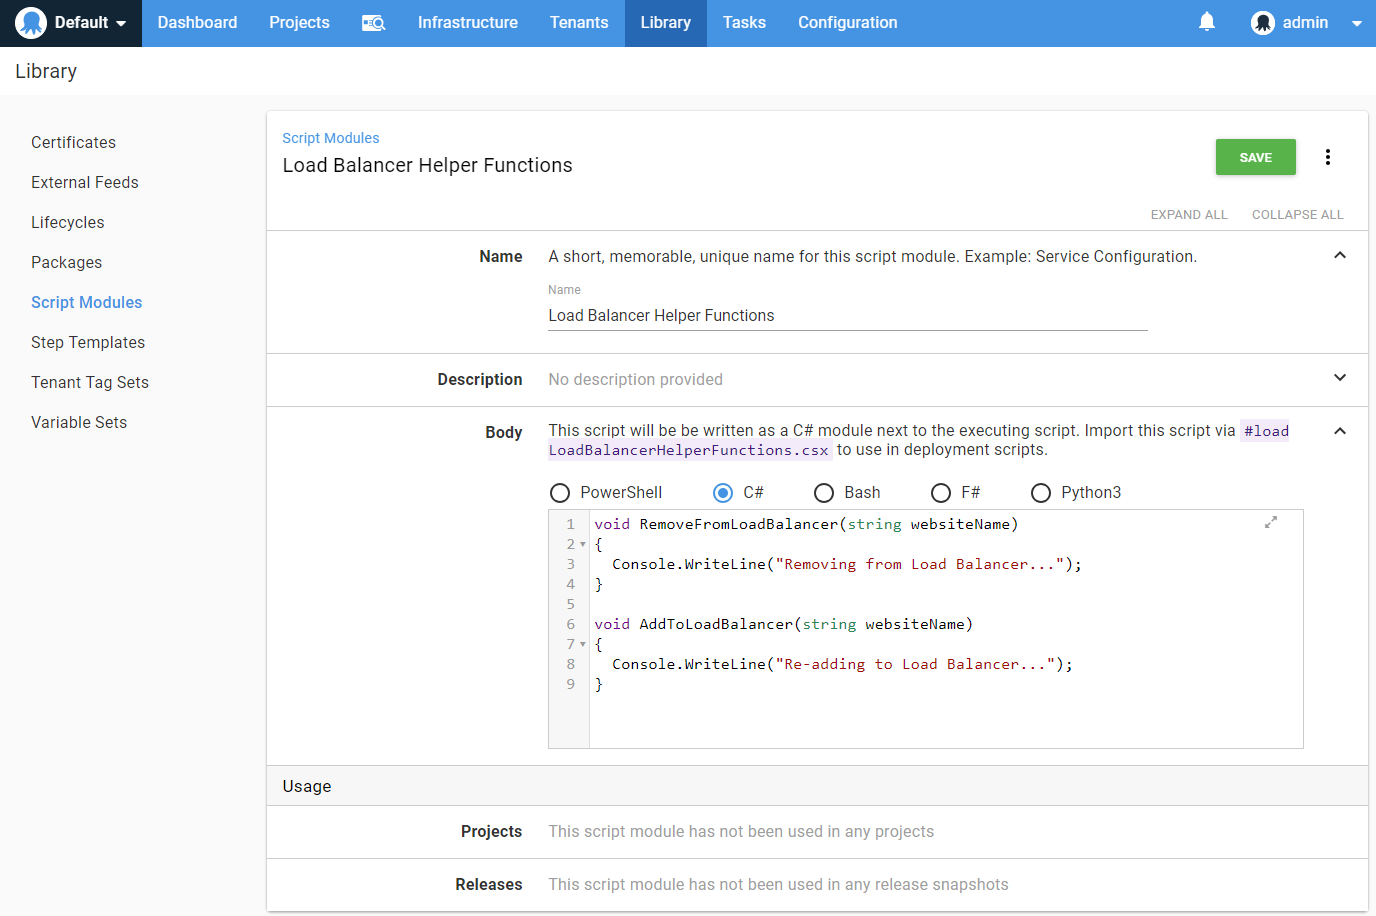 Default
Dashboard
Projects
Infrastructure
Tenants
Library
Tasks
Configuration
admin
Library
Certificates
External Feeds
Lifecycles
Packages
Script Modules
Step Templates
Tenant Tag Sets
Variable Sets
Script Modules
Load Balancer Helper Functions
SAVE
EXPAND ALL
COLLAPSE ALL
Name
A short, memorable, unique name for this script module. Example: Service Configuration.
Name
Load Balancer Helper Functions
Description
No description provided
Body
This script will be be written as a C# module next to the executing script. Import this script via #load
LoadBalancerHelperFunctions.csx to use in deployment scripts.
PowerShell
C#
Bash
F#
Python3
1 void RemoveFromLoadBalancer(string websiteName)
2 {
3 Console.WriteLine("Removing from Load Balancer...");
4 }
5
6 void AddToLoadBalancer(string websiteName)
7 {
8 Console.WriteLine("Re-adding to Load Balancer...");
9 }
Usage
Projects
This script module has not been used in any projects
Releases
This script module has not been used in any release snapshots